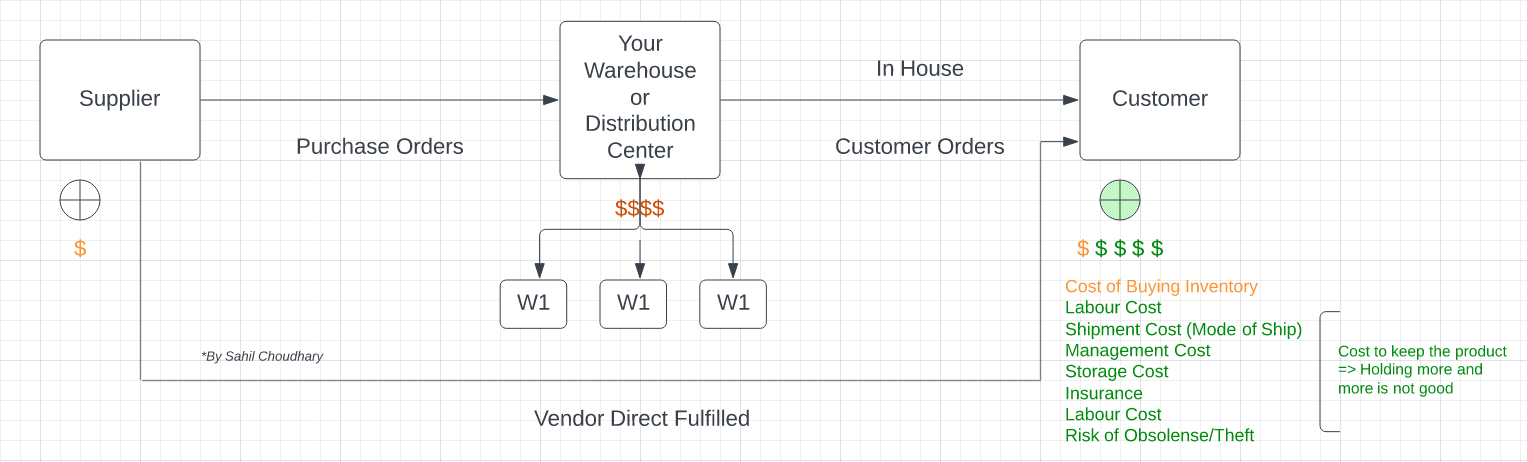 Supplier
Purchase Orders
Your
Warehouse
or
Distribution
Center
In House
Customer Orders
Customer
$
$$$$
W1
W1
W1
$ $ $ $ $
Cost of Buying Inventory
Labour Cost
Shipment Cost (Mode of Ship)
Management Cost
Storage Cost
Insurance
Labour Cost
Risk of Obsolense/Theft
Cost to keep the product
=> Holding more and
more is not good
*By Sahil Choudhary
Vendor Direct Fulfilled